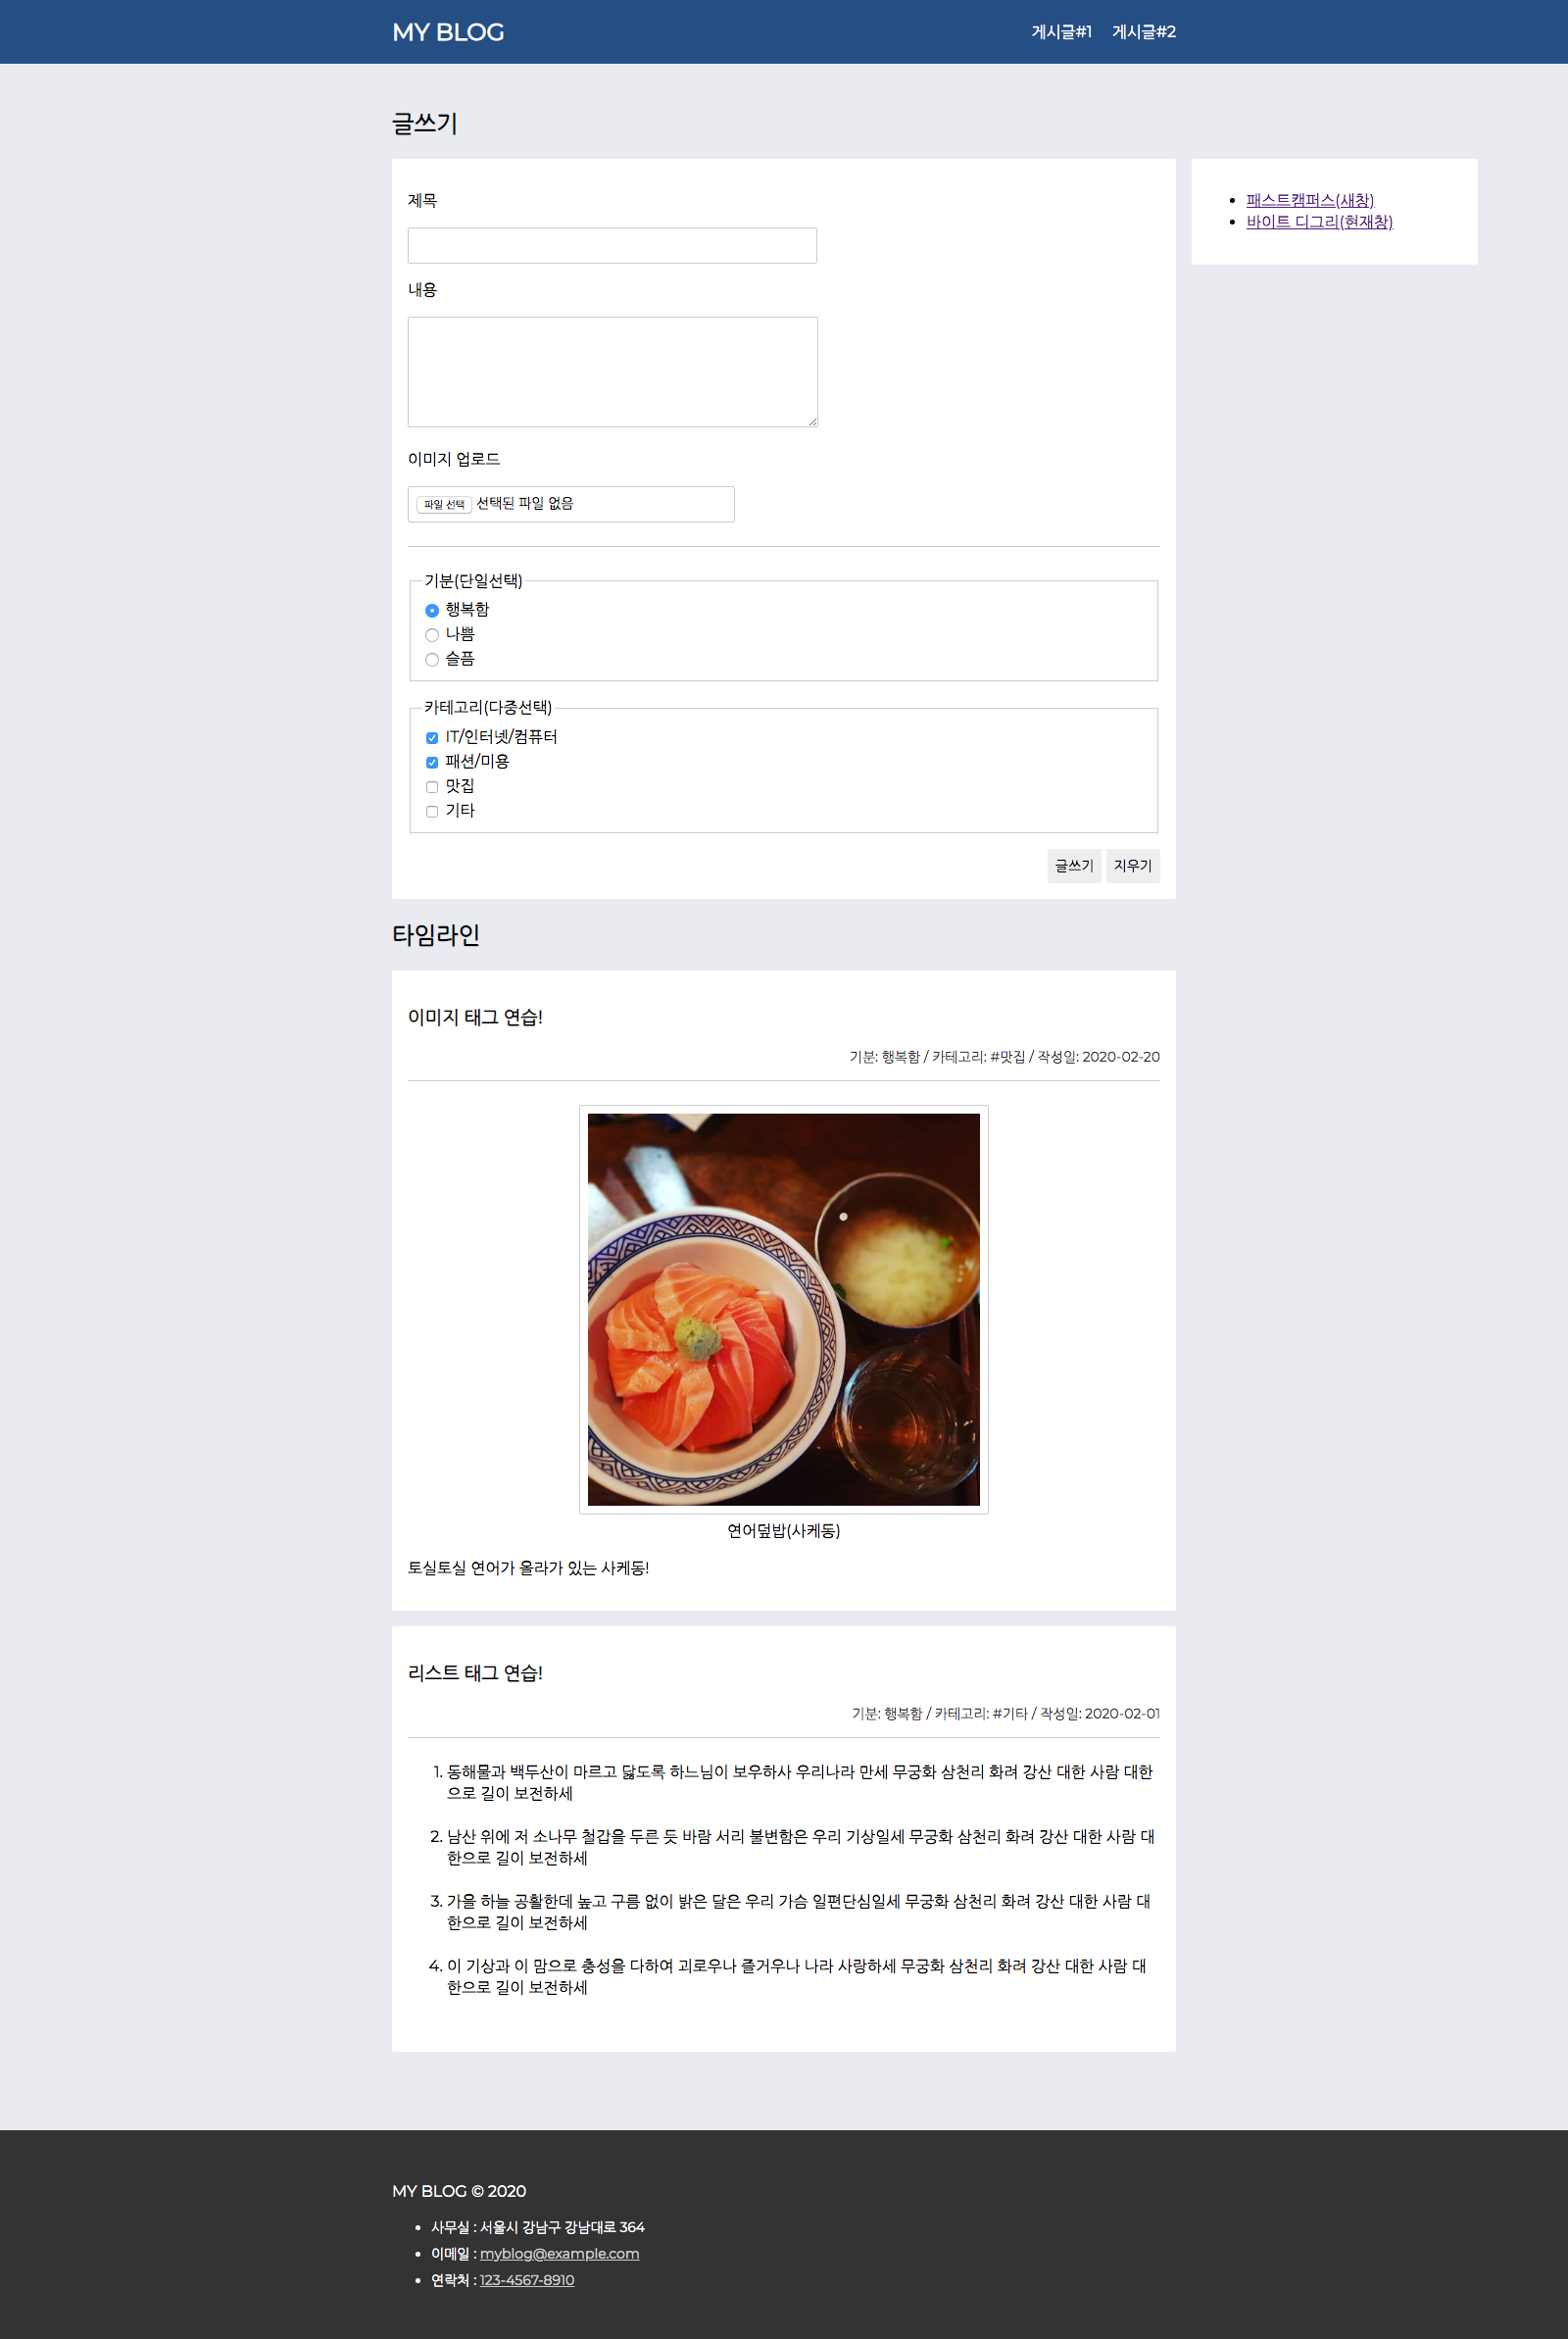 MY BLOG
게시글#1 게시글#2
글쓰기
제목
내용
이미지 업로드
파일 선택 선택된 파일 없음
기분(단일선택)
행복함
나쁨
슬픔
카테고리(다중선택)
IT/인터넷/컴퓨터
패션/미용
맛집
기타
글쓰기 지우기
패스트캠퍼스(새창)
바이트 디그리(현재창)
타임라인
이미지 태그 연습!
기분: 행복함 / 카테고리: #맛집 / 작성일: 2020-02-20
연어덮밥(사케동)
토실토실 연어가 올라가 있는 사케동!
리스트 태그 연습!
기분: 행복함 / 카테고리: #기타 / 작성일: 2020-02-01
1. 동해물과 백두산이 마르고 닳도록 하느님이 보우하사 우리나라 만세 무궁화 삼천리 화려 강산 대한 사람 대한
으로 길이 보전하세
2. 남산 위에 저 소나무 철갑을 두른 듯 바람 서리 불변함은 우리 기상일세 무궁화 삼천리 화려 강산 대한 사람 대
한으로 길이 보전하세
3. 가을 하늘 공활한데 높고 구름 없이 밝은 달은 우리 가슴 일편단심일세 무궁화 삼천리 화려 강산 대한 사람 대
한으로 길이 보전하세
4. 이 기상과 이 맘으로 충성을 다하여 괴로우나 즐거우나 나라 사랑하세 무궁화 삼천리 화려 강산 대한 사람 대
한으로 길이 보전하세
MY BLOG © 2020
사무실 : 서울시 강남구 강남대로 364
이메일 : myblog@example.com
연락처 : 123-4567-8910